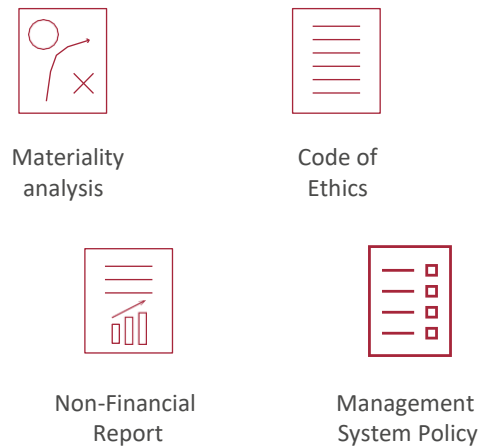 Materiality
analysis
Code of
Ethics
Non-Financial
Report
Management
System Policy